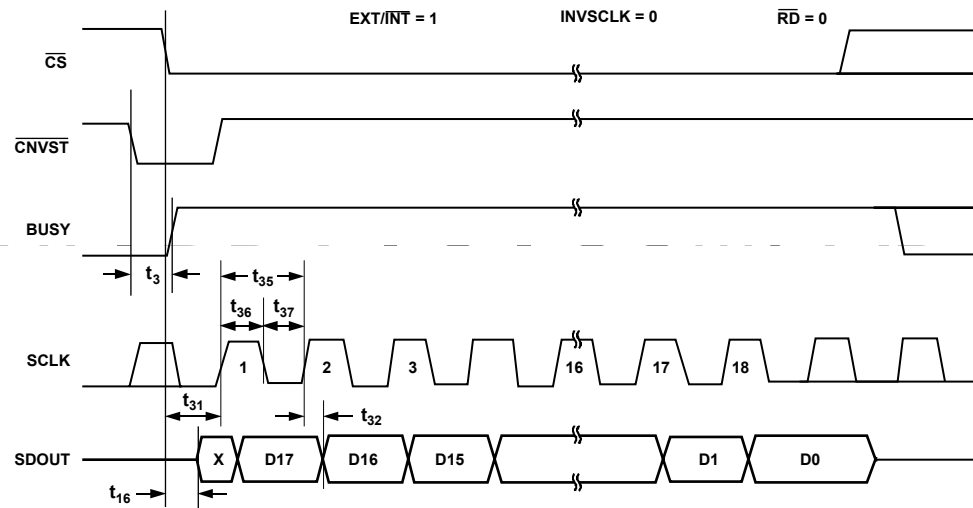 EXT/INT = 1 INVSCLK = 0 RD = 0
CS
CNVST
BUSY
t3 t35
t36 t37
SCLK 1 2 3 16 17 18
t31 t32
SDOUT X D17 D16 D15 D1 D0
t16